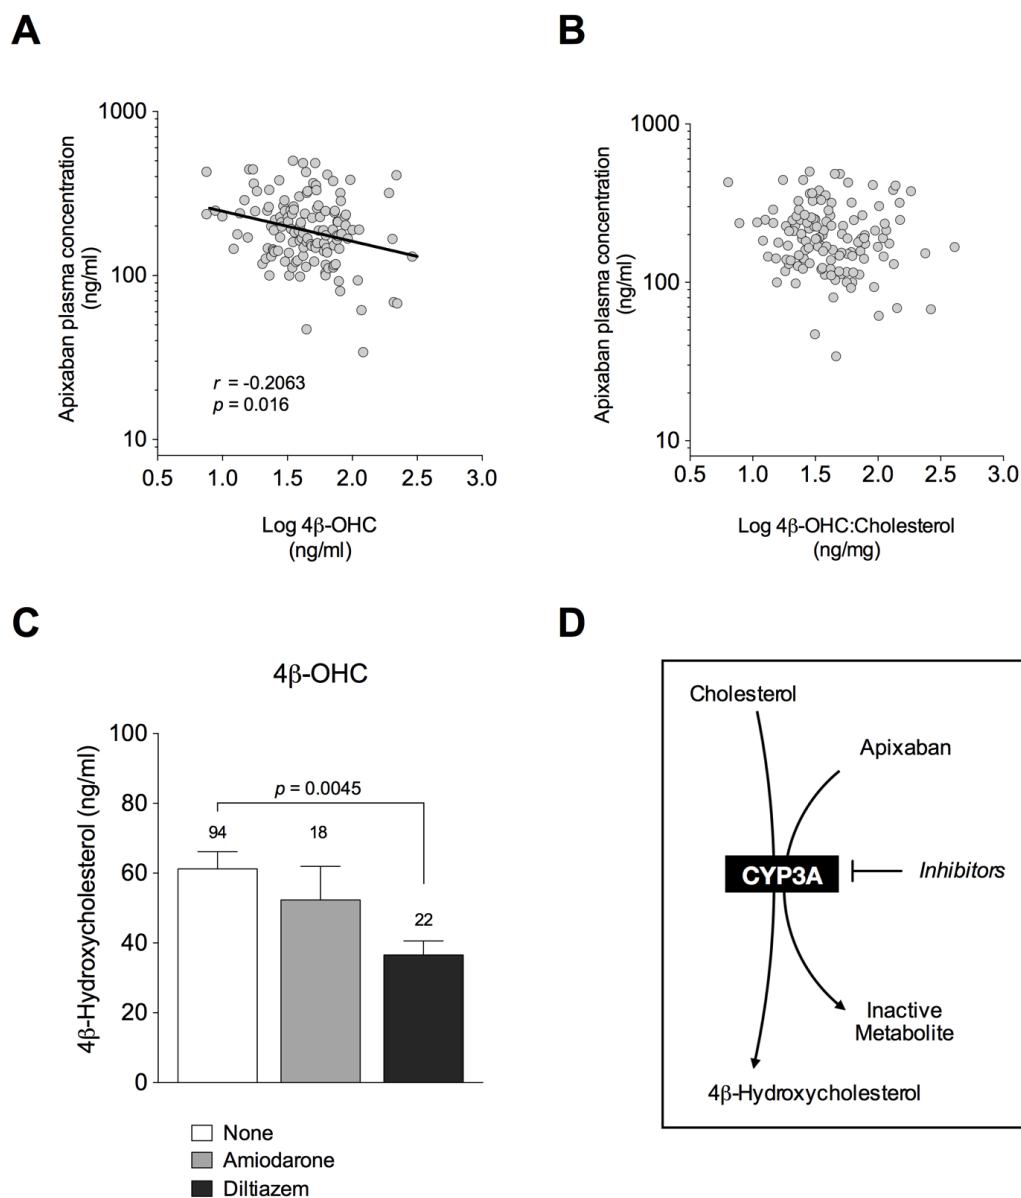 A
1000
100
10
Apixaban plasma concentration
(ng/ml)
r = -0.2063
p = 0.016
0.5 1.0 1.5 2.0 2.5 3.0
Log 4β-OHC
(ng/ml)
B
1000
100
10
Apixaban plasma concentration
(ng/ml)
0.5 1.0 1.5 2.0 2.5 3.0
Log 4β-OHC:Cholesterol
(ng/mg)
C
4β-OHC
100
80
60
40
20
0
4β-Hydroxycholesterol (ng/ml)
p = 0.0045
94
18
22
None
Amiodarone
Diltiazem
D
Cholesterol
Apixaban
CYP3A
Inhibitors
Inactive
Metabolite
4β-Hydroxycholesterol